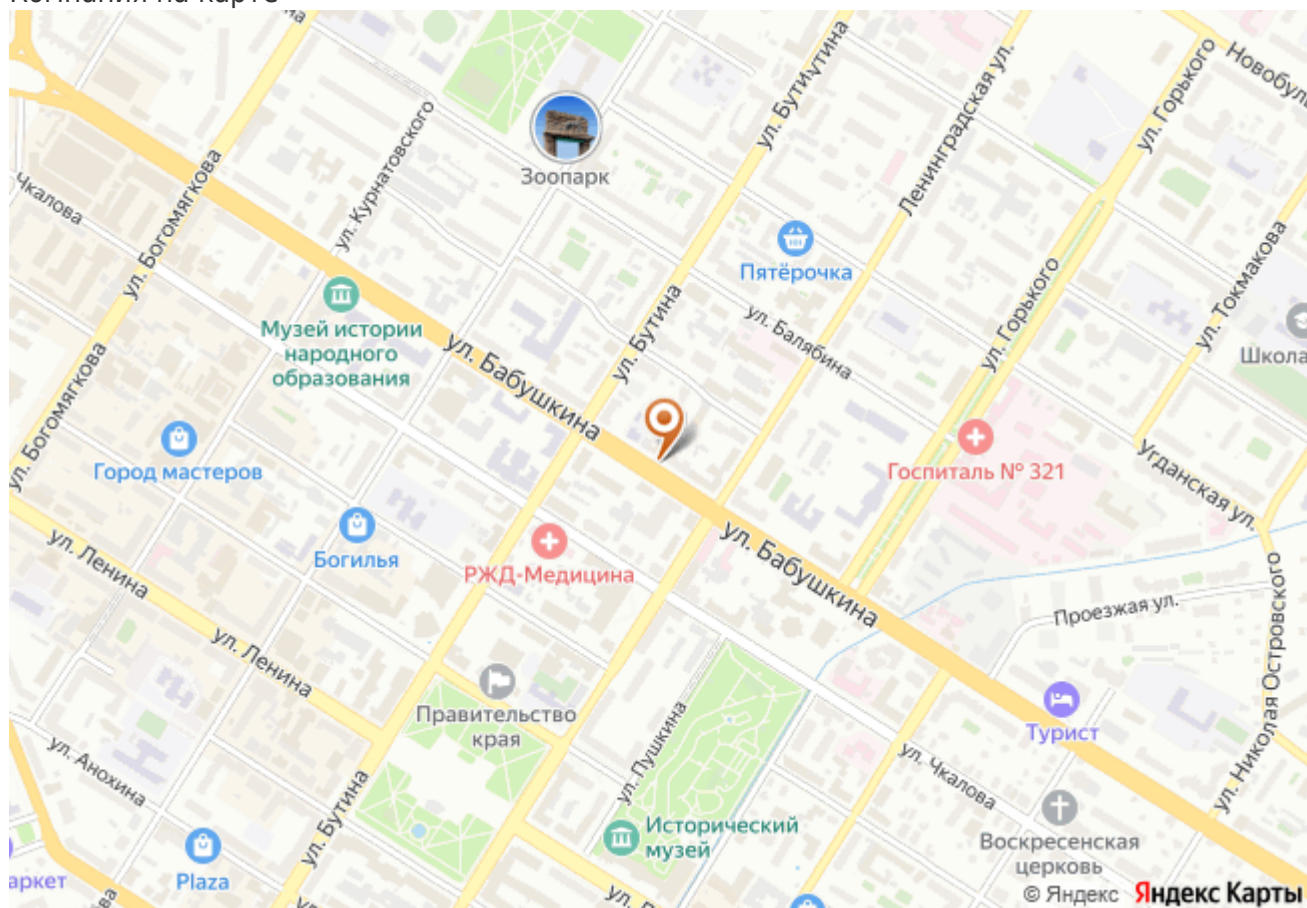 Компания на карте
ул. Бутина
ул. Горького
Ленинградская ул.
ул. Курнатовского
Зоопарк
Чкалова
ул. Богомягкова
Пятёрочка
ул. Токмакова
Музей истории
народного
образования
ул. Бутина
ул. Балябина
ул. Горького
Школа
ул. Бабушкина
ул. Богомягкова
Город мастеров
Госпиталь № 321
Угданская ул.
Богилья
РЖД-Медицина
ул. Бабушкина
ул. Ленина
Проезжая ул.
ул. Ленина
Правительство
края
ул. Пушкина
Турист
ул. Николая Островского
ул. Анохина
ул. Чкалова
ул. Бутина
Исторический
музей
Воскресенская
церковь
Plaza
© Яндекс Яндекс Карты